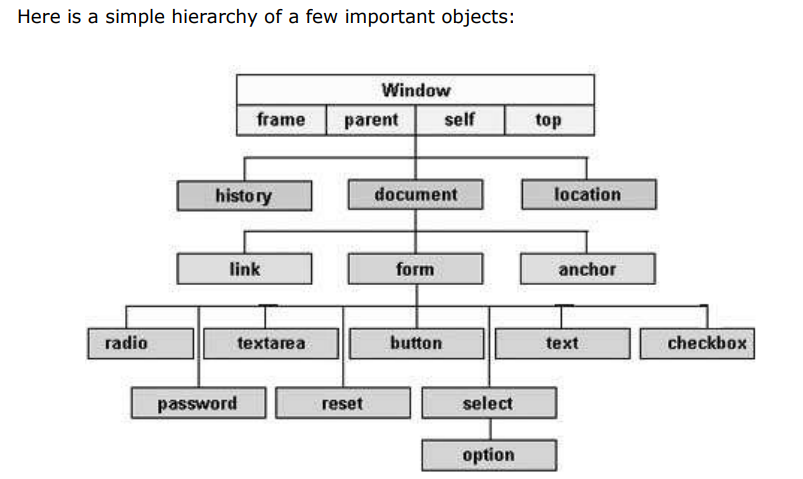 Here is a simple hierarchy of a few important objects:
Window
frame parent self top
history document location
link form anchor
radio textarea button text checkbox
password reset select
option